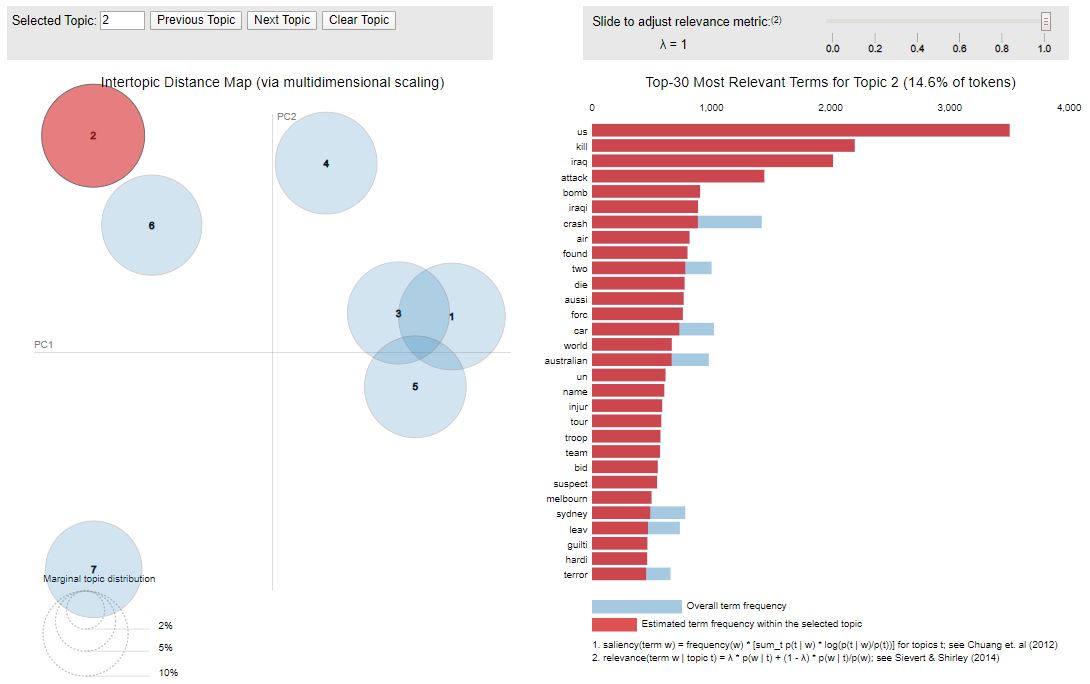 Selected Topic: 2 Previous Topic Next Topic Clear Topic
Slide to adjust relevance metric:(2)
λ = 1
0.0 0.2 0.4 0.6 0.8 1.0
Intertopic Distance Map (via multidimensional scaling)
PC2
PC1
2
4
6
3
1
5
7
Marginal topic distribution
2%
5%
10%
Top-30 Most Relevant Terms for Topic 2 (14.6% of tokens)
0 1,000 2,000 3,000 4,000
us
kill
iraq
attack
bomb
iraqi
crash
air
found
two
die
aussi
forc
car
world
australian
un
name
injur
tour
troop
team
bid
suspect
melbourn
sydney
leav
guilti
hardi
terror
Overall term frequency
Estimated term frequency within the selected topic
1. saliency(term w) = frequency(w) * [sum_t p(t | w) * log(p(t | w)/p(t))] for topics t; see Chuang et. al (2012)
2. relevance(term w | topic t) = λ * p(w | t) + (1 - λ) * p(w | t)/p(w); see Sievert & Shirley (2014)